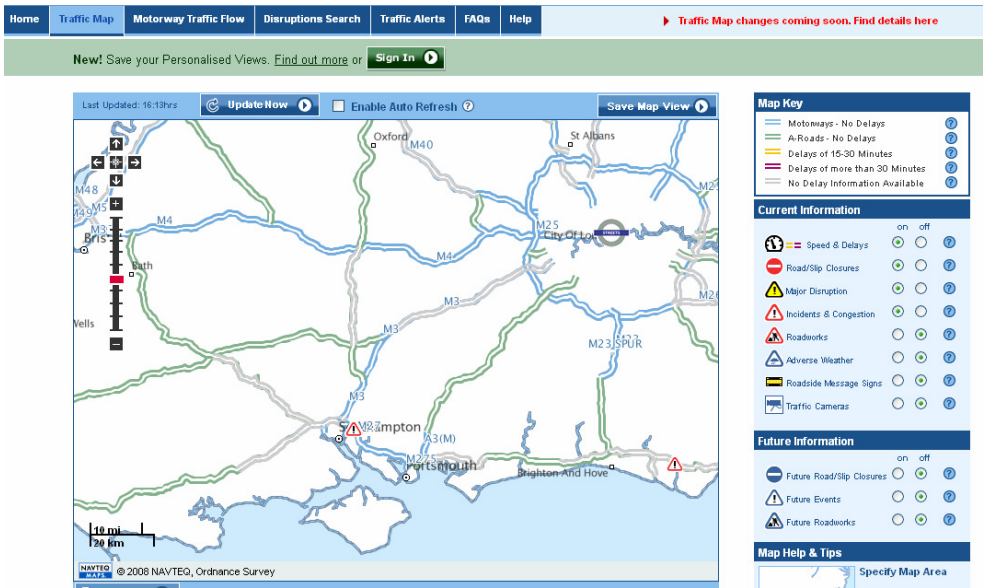 Home Traffic Map Motorway Traffic Flow Disruptions Search Traffic Alerts FAQs Help Traffic Map changes coming soon. Find details here
New! Save your Personalised Views. Find out more or Sign In
Last Updated: 16:13hrs Update Now Enable Auto Refresh ? Save Map View
Oxford
M40
St Albans
M48
M49
M5
M4
M25
City Of Lo
STREETS
M4
Bath
M3
M3
Wells
M23
M23 SPUR
M3
M27
mpton
A3(M)
M275
Portsmouth
Brighton And Hove
10 mi
20 km
NAVTEQ MAPS © 2008 NAVTEQ, Ordnance Survey
Map Key
Motorways - No Delays ?
A-Roads - No Delays ?
Delays of 15-30 Minutes ?
Delays of more than 30 Minutes ?
No Delay Information Available ?
Current Information
on off
Speed & Delays ?
Road/Slip Closures ?
Major Disruption ?
Incidents & Congestion ?
Roadworks ?
Adverse Weather ?
Roadside Message Signs ?
Traffic Cameras ?
Future Information
on off
Future Road/Slip Closures ?
Future Events ?
Future Roadworks ?
Map Help & Tips
Specify Map Area